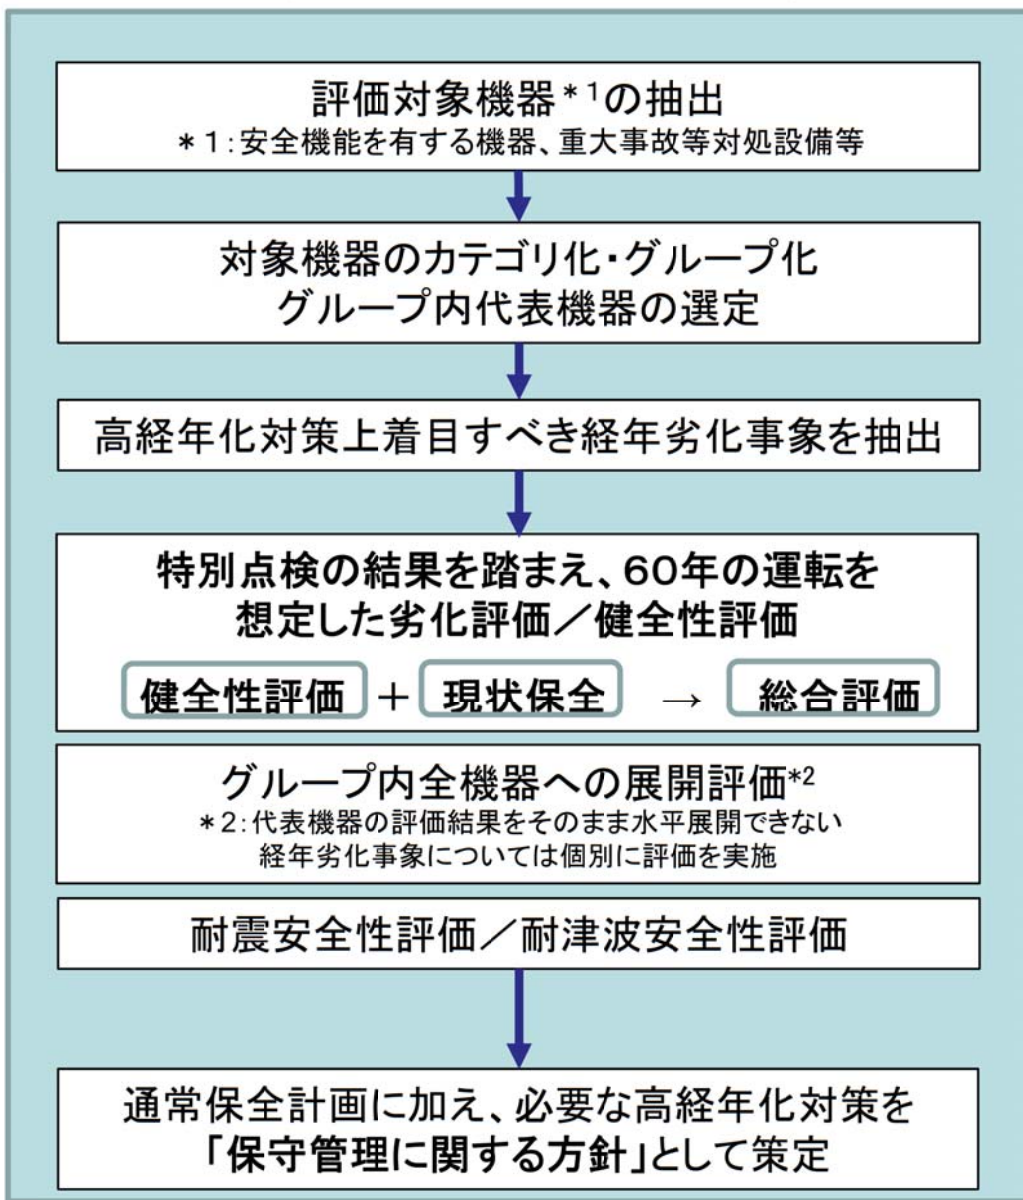 評価対象機器*1の抽出
*1:安全機能を有する機器、重大事故等対処設備等
対象機器のカテゴリ化・グループ化
グループ内代表機器の選定
高経年化対策上着目すべき経年劣化事象を抽出
特別点検の結果を踏まえ、60年の運転を
想定した劣化評価/健全性評価
健全性評価 + 現状保全 → 総合評価
グループ内全機器への展開評価*2
*2:代表機器の評価結果をそのまま水平展開できない
経年劣化事象については個別に評価を実施
耐震安全性評価/耐津波安全性評価
通常保全計画に加え、必要な高経年化対策を
「保守管理に関する方針」として策定